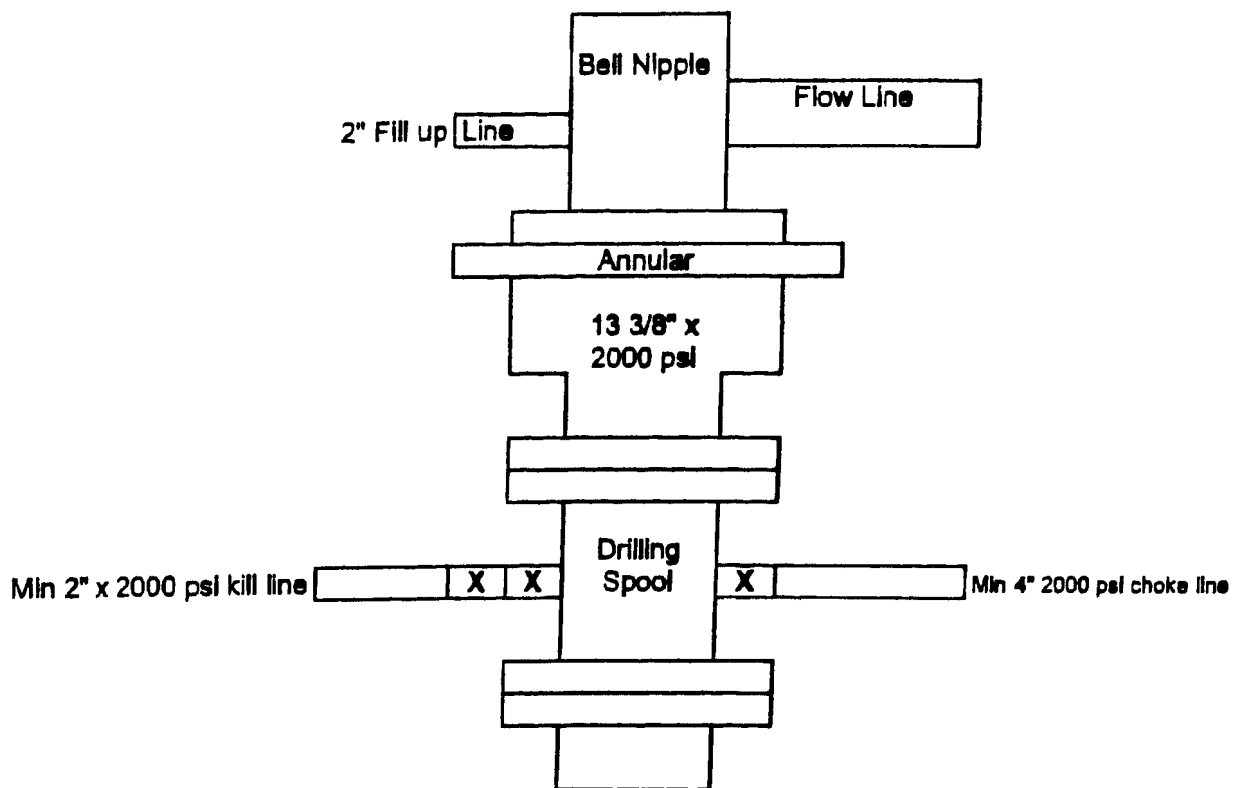 Bell Nipple
Flow Line
2" Fill up Line
Annular
13 3/8" x
2000 psi
Drilling
Spool
Min 2" x 2000 psi kill line
X X
X
Min 4" 2000 psi choke line